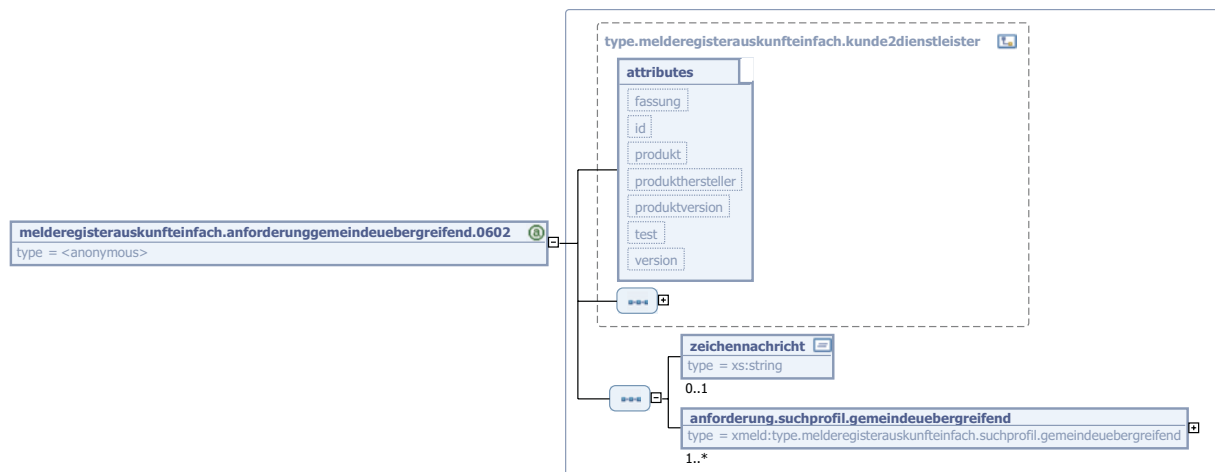 type.melderegisterauskunfteinfach.kunde2dienstleister
attributes
fassung
id
produkt
produkthersteller
produktversion
test
version
melderegisterauskunfteinfach.anforderunggemeindeuebergreifend.0602
type = <anonymous>
zeichennachricht
type = xs:string
0..1
anforderung.suchprofil.gemeindeuebergreifend
type = xmeld:type.melderegisterauskunfteinfach.suchprofil.gemeindeuebergreifend
1..*